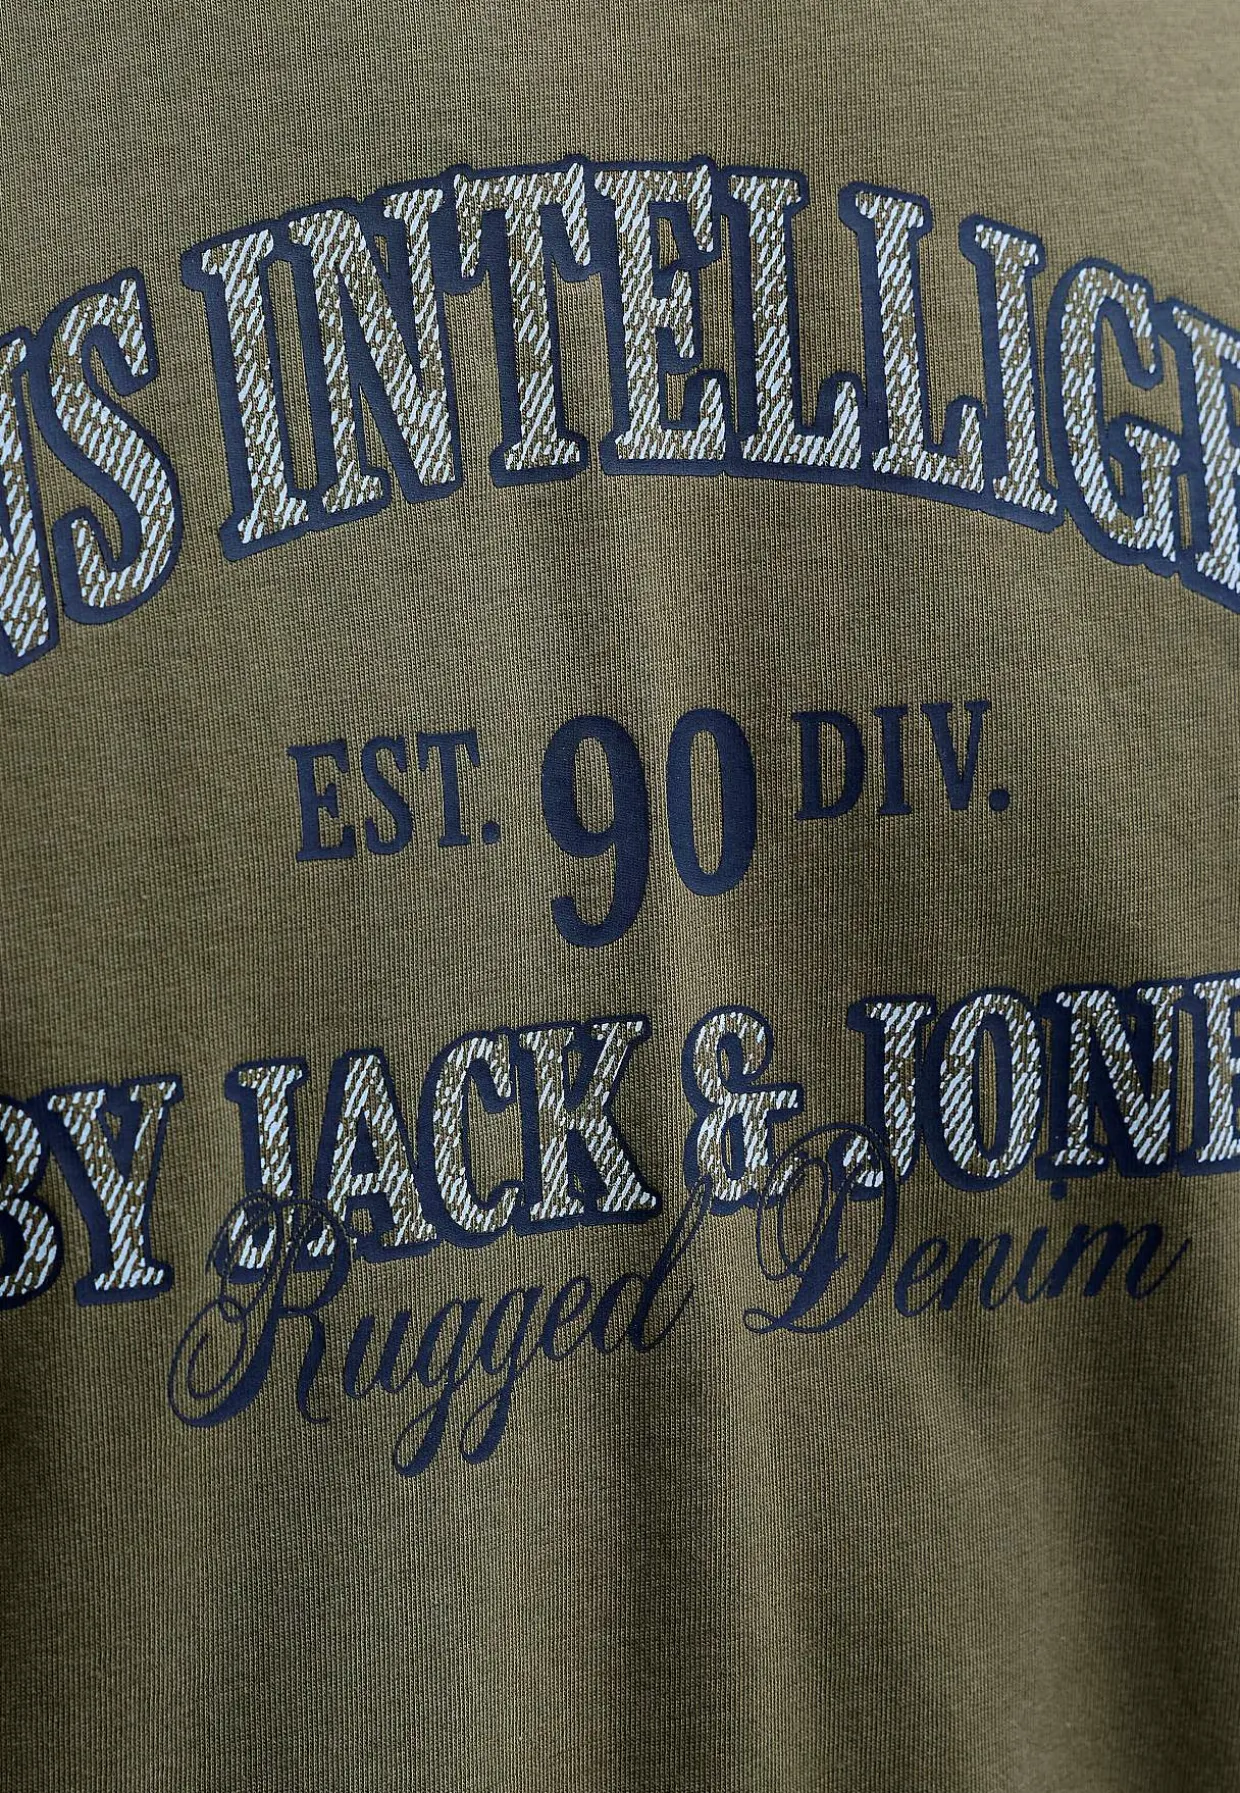 NS INTELLIGE
EST. 90 DIV.
BY JACK & JONE
Rugged Denim